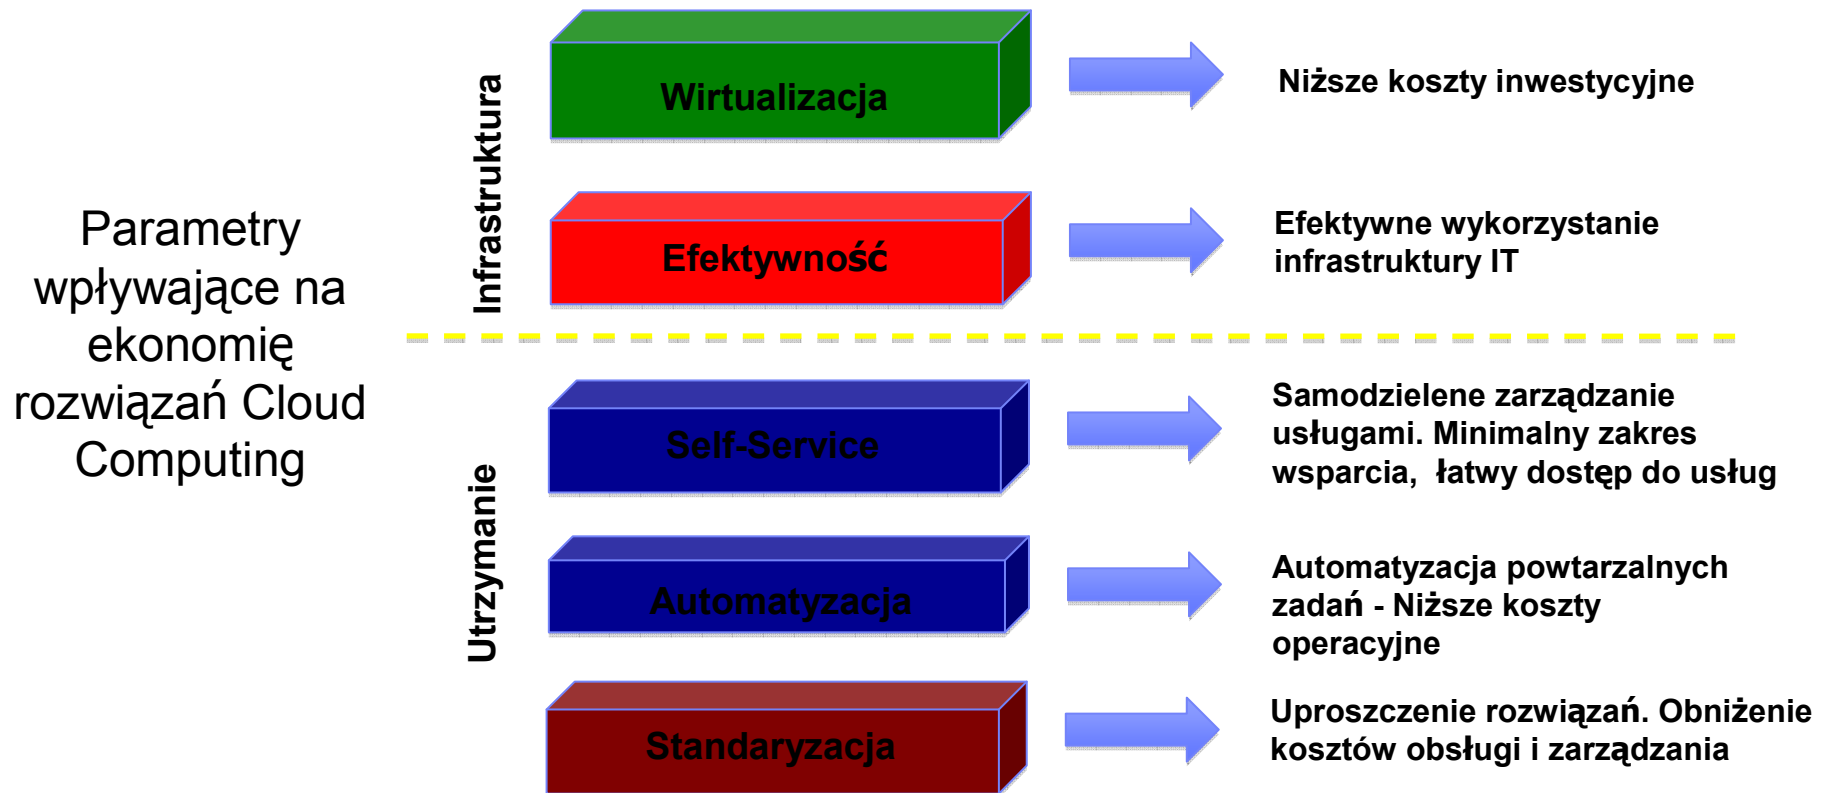 Parametry
wpływające na
ekonomię
rozwiązań Cloud
Computing
Infrastruktura
Wirtualizacja
Niższe koszty inwestycyjne
Efektywność
Efektywne wykorzystanie
infrastruktury IT
Utrzymanie
Self-Service
Samodzielene zarządzanie
usługami. Minimalny zakres
wsparcia,  łatwy dostęp do usług
Automatyzacja
Automatyzacja powtarzalnych
zadań - Niższe koszty
operacyjne
Standaryzacja
Uproszczenie rozwiązań. Obniżenie
kosztów obsługi i zarządzania